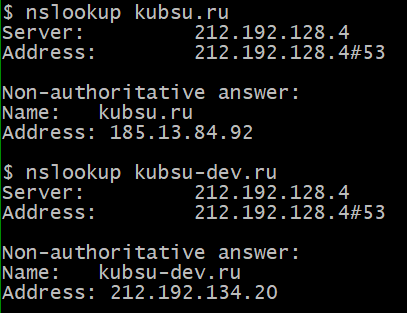 $ nslookup kubsu.ru
Server:         212.192.128.4
Address:        212.192.128.4#53
Non-authoritative answer:
Name:   kubsu.ru
Address: 185.13.84.92
$ nslookup kubsu-dev.ru
Server:         212.192.128.4
Address:        212.192.128.4#53
Non-authoritative answer:
Name:   kubsu-dev.ru
Address: 212.192.134.20